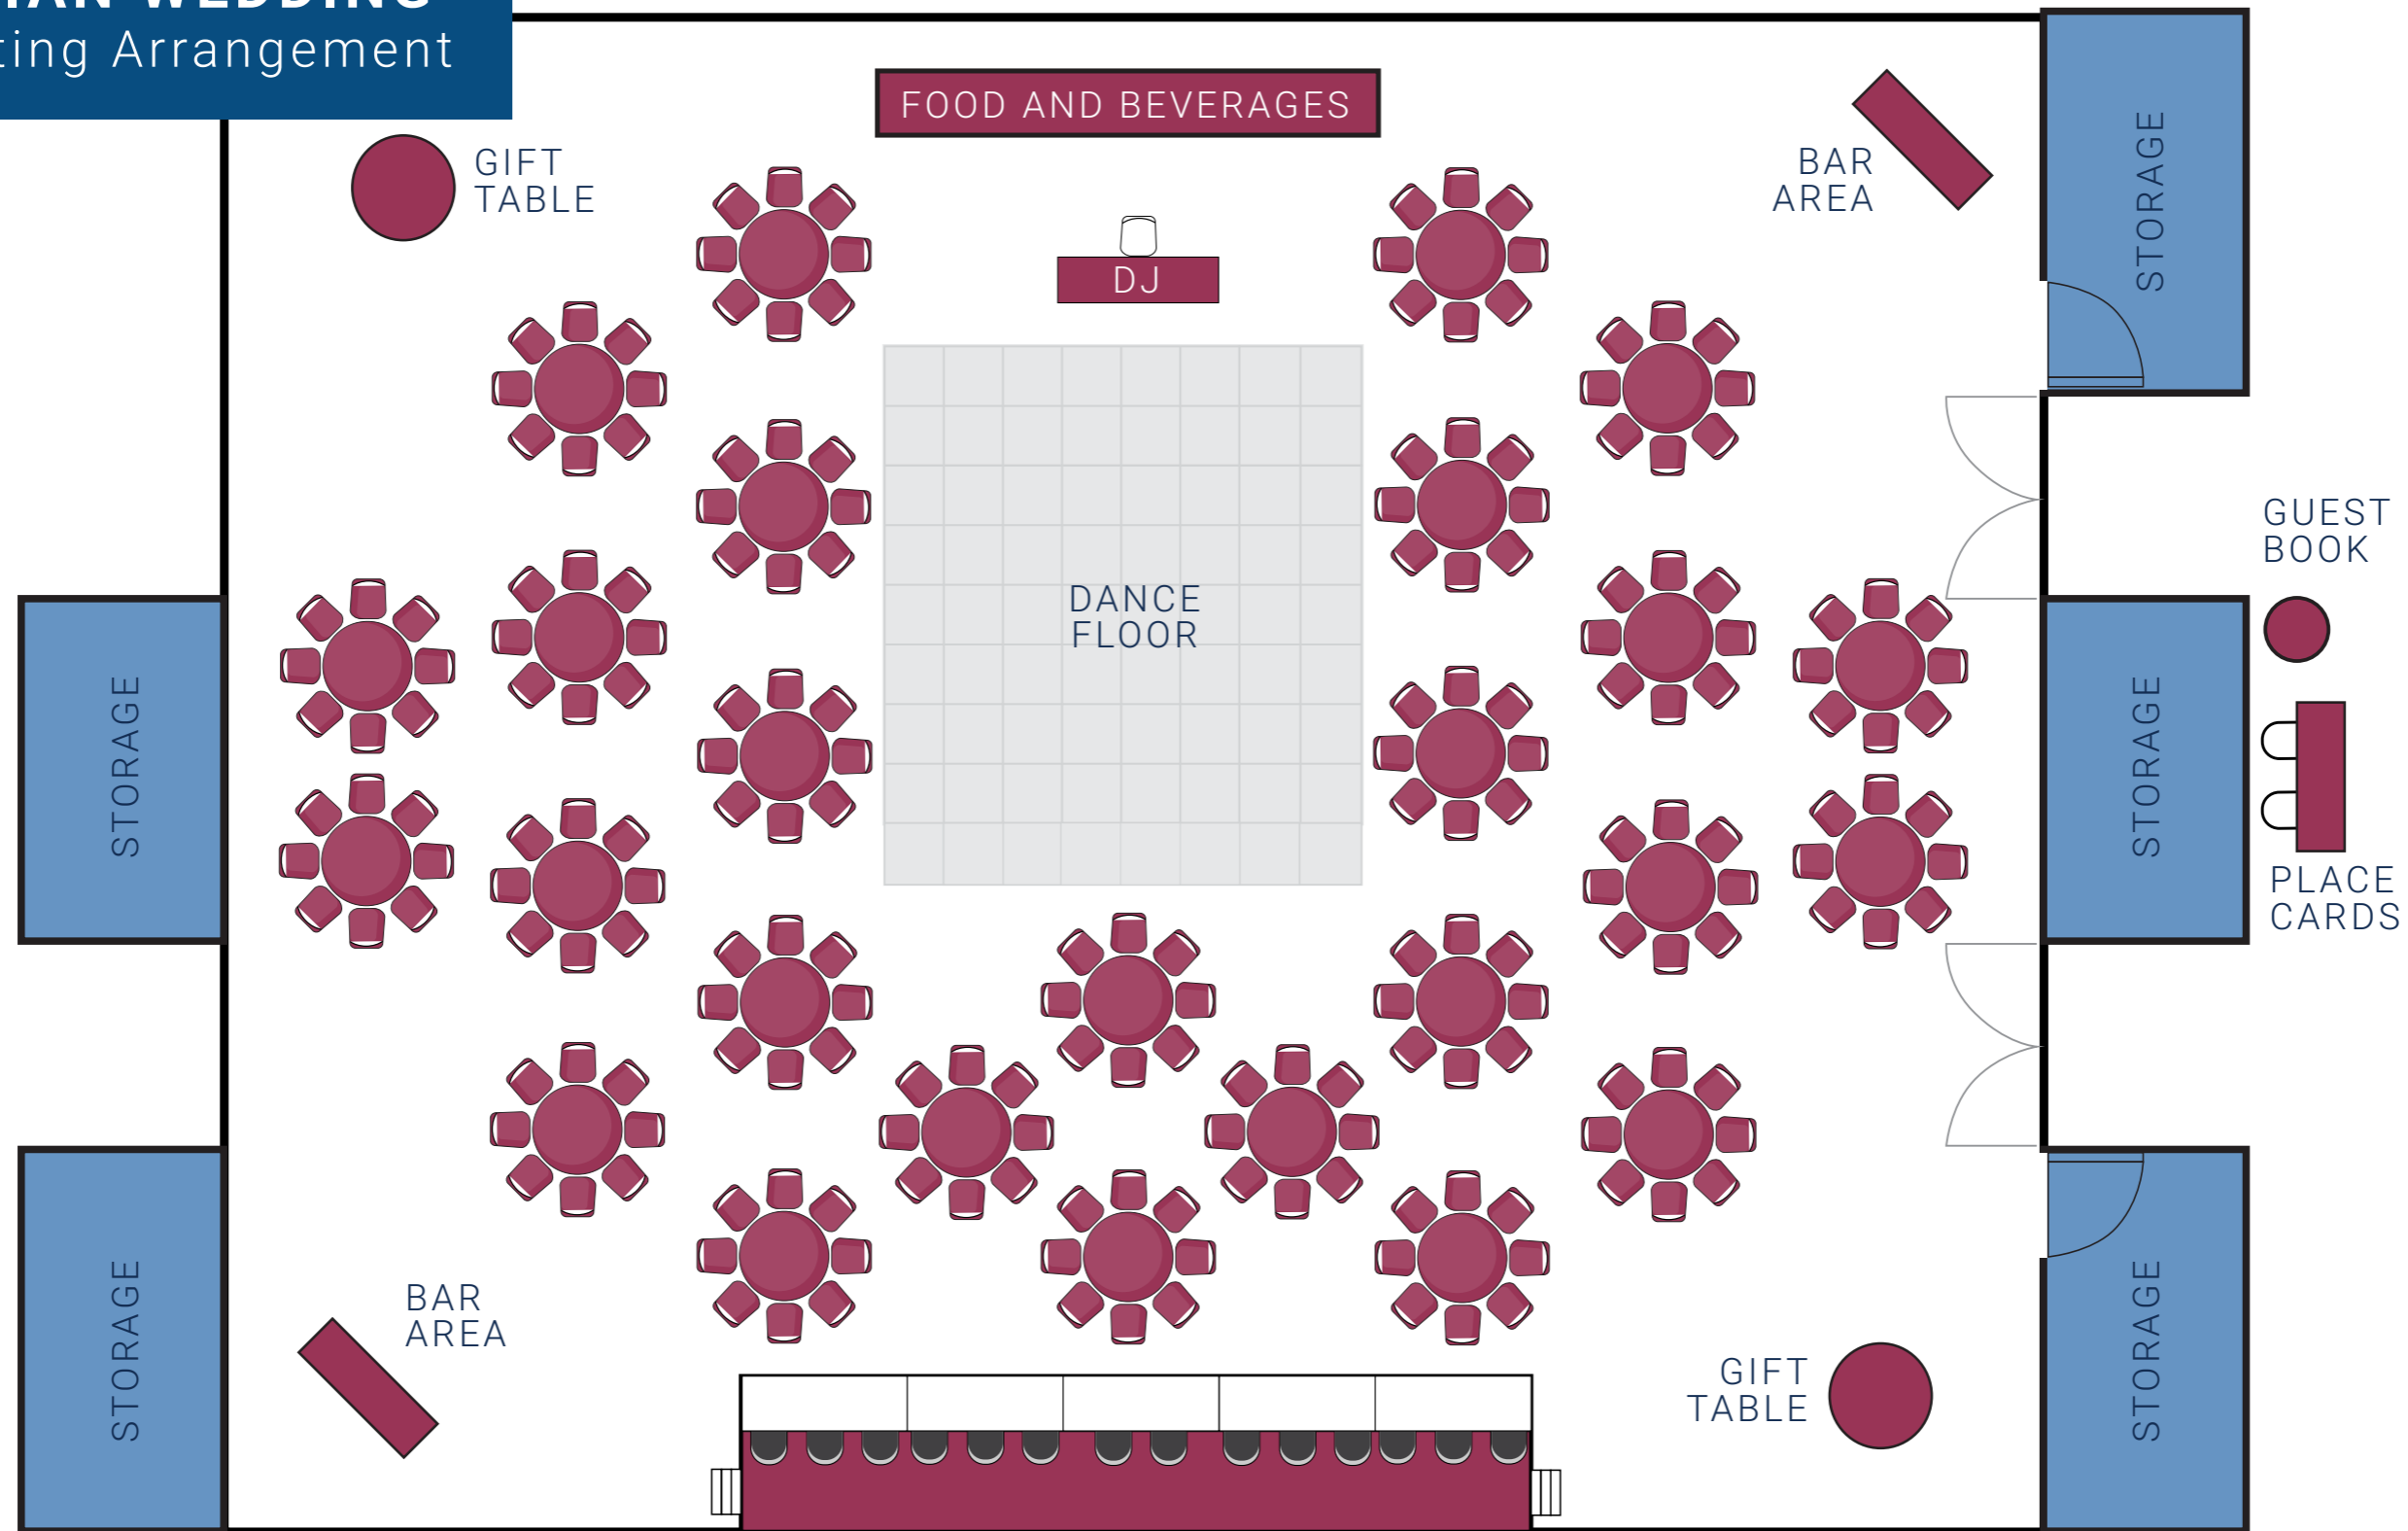 WEDDING
Arrangement
FOOD AND BEVERAGES
GIFT
TABLE
BAR
AREA
STORAGE
DJ
GUEST
BOOK
DANCE
FLOOR
STORAGE
STORAGE
PLACE
CARDS
BAR
AREA
STORAGE
GIFT
TABLE
STORAGE